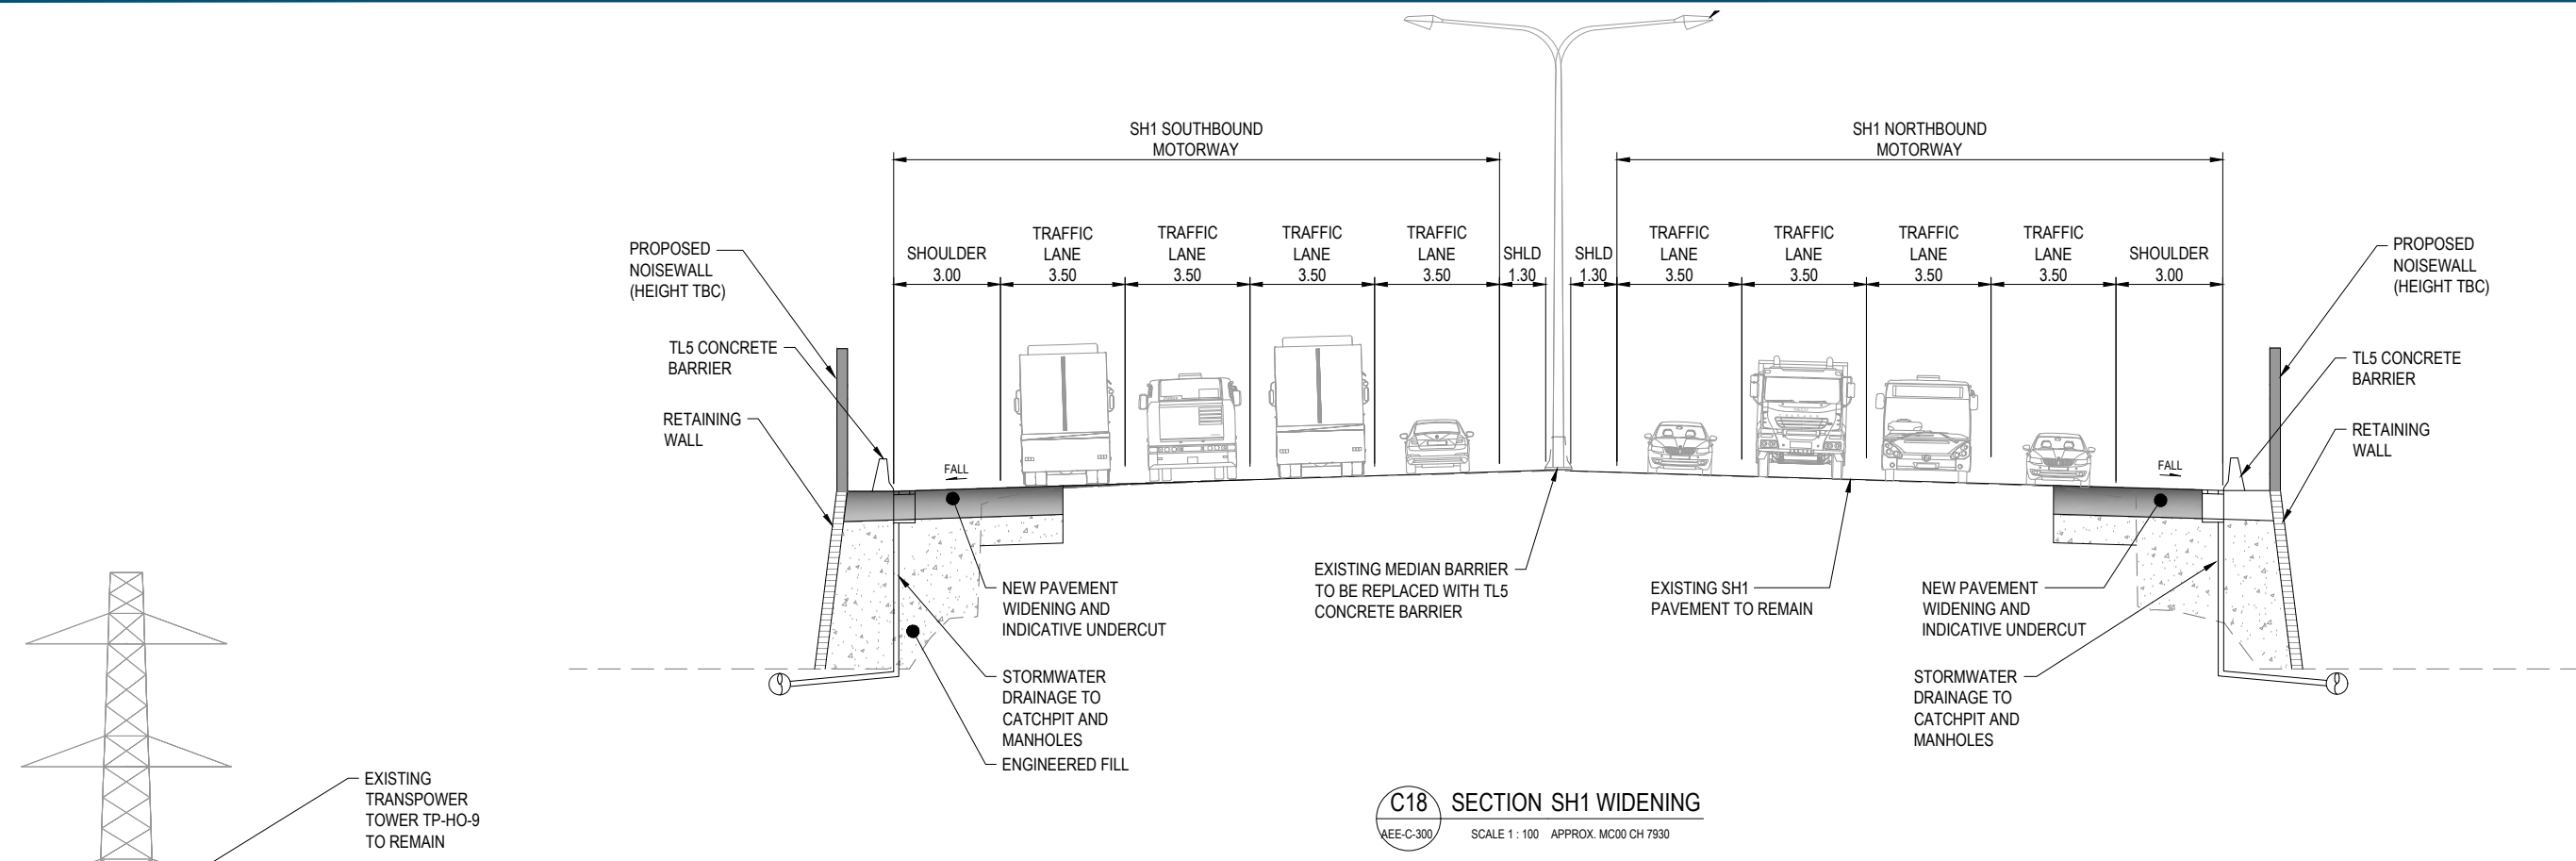 SH1 SOUTHBOUND
MOTORWAY
SH1 NORTHBOUND
MOTORWAY
SHOULDER
3.00
TRAFFIC
LANE
3.50
TRAFFIC
LANE
3.50
TRAFFIC
LANE
3.50
TRAFFIC
LANE
3.50
SHLD
1.30
SHLD
1.30
TRAFFIC
LANE
3.50
TRAFFIC
LANE
3.50
TRAFFIC
LANE
3.50
TRAFFIC
LANE
3.50
SHOULDER
3.00
PROPOSED
NOISEWALL
(HEIGHT TBC)
TL5 CONCRETE
BARRIER
RETAINING
WALL
FALL
FALL
PROPOSED
NOISEWALL
(HEIGHT TBC)
TL5 CONCRETE
BARRIER
RETAINING
WALL
NEW PAVEMENT
WIDENING AND
INDICATIVE UNDERCUT
STORMWATER
DRAINAGE TO
CATCHPIT AND
MANHOLES
ENGINEERED FILL
EXISTING MEDIAN BARRIER
TO BE REPLACED WITH TL5
CONCRETE BARRIER
EXISTING SH1
PAVEMENT TO REMAIN
NEW PAVEMENT
WIDENING AND
INDICATIVE UNDERCUT
STORMWATER
DRAINAGE TO
CATCHPIT AND
MANHOLES
EXISTING
TRANSPOWER
TOWER TP-HO-9
TO REMAIN
C18 SECTION SH1 WIDENING
AEE-C-300 SCALE 1 : 100 APPROX. MC00 CH 7930